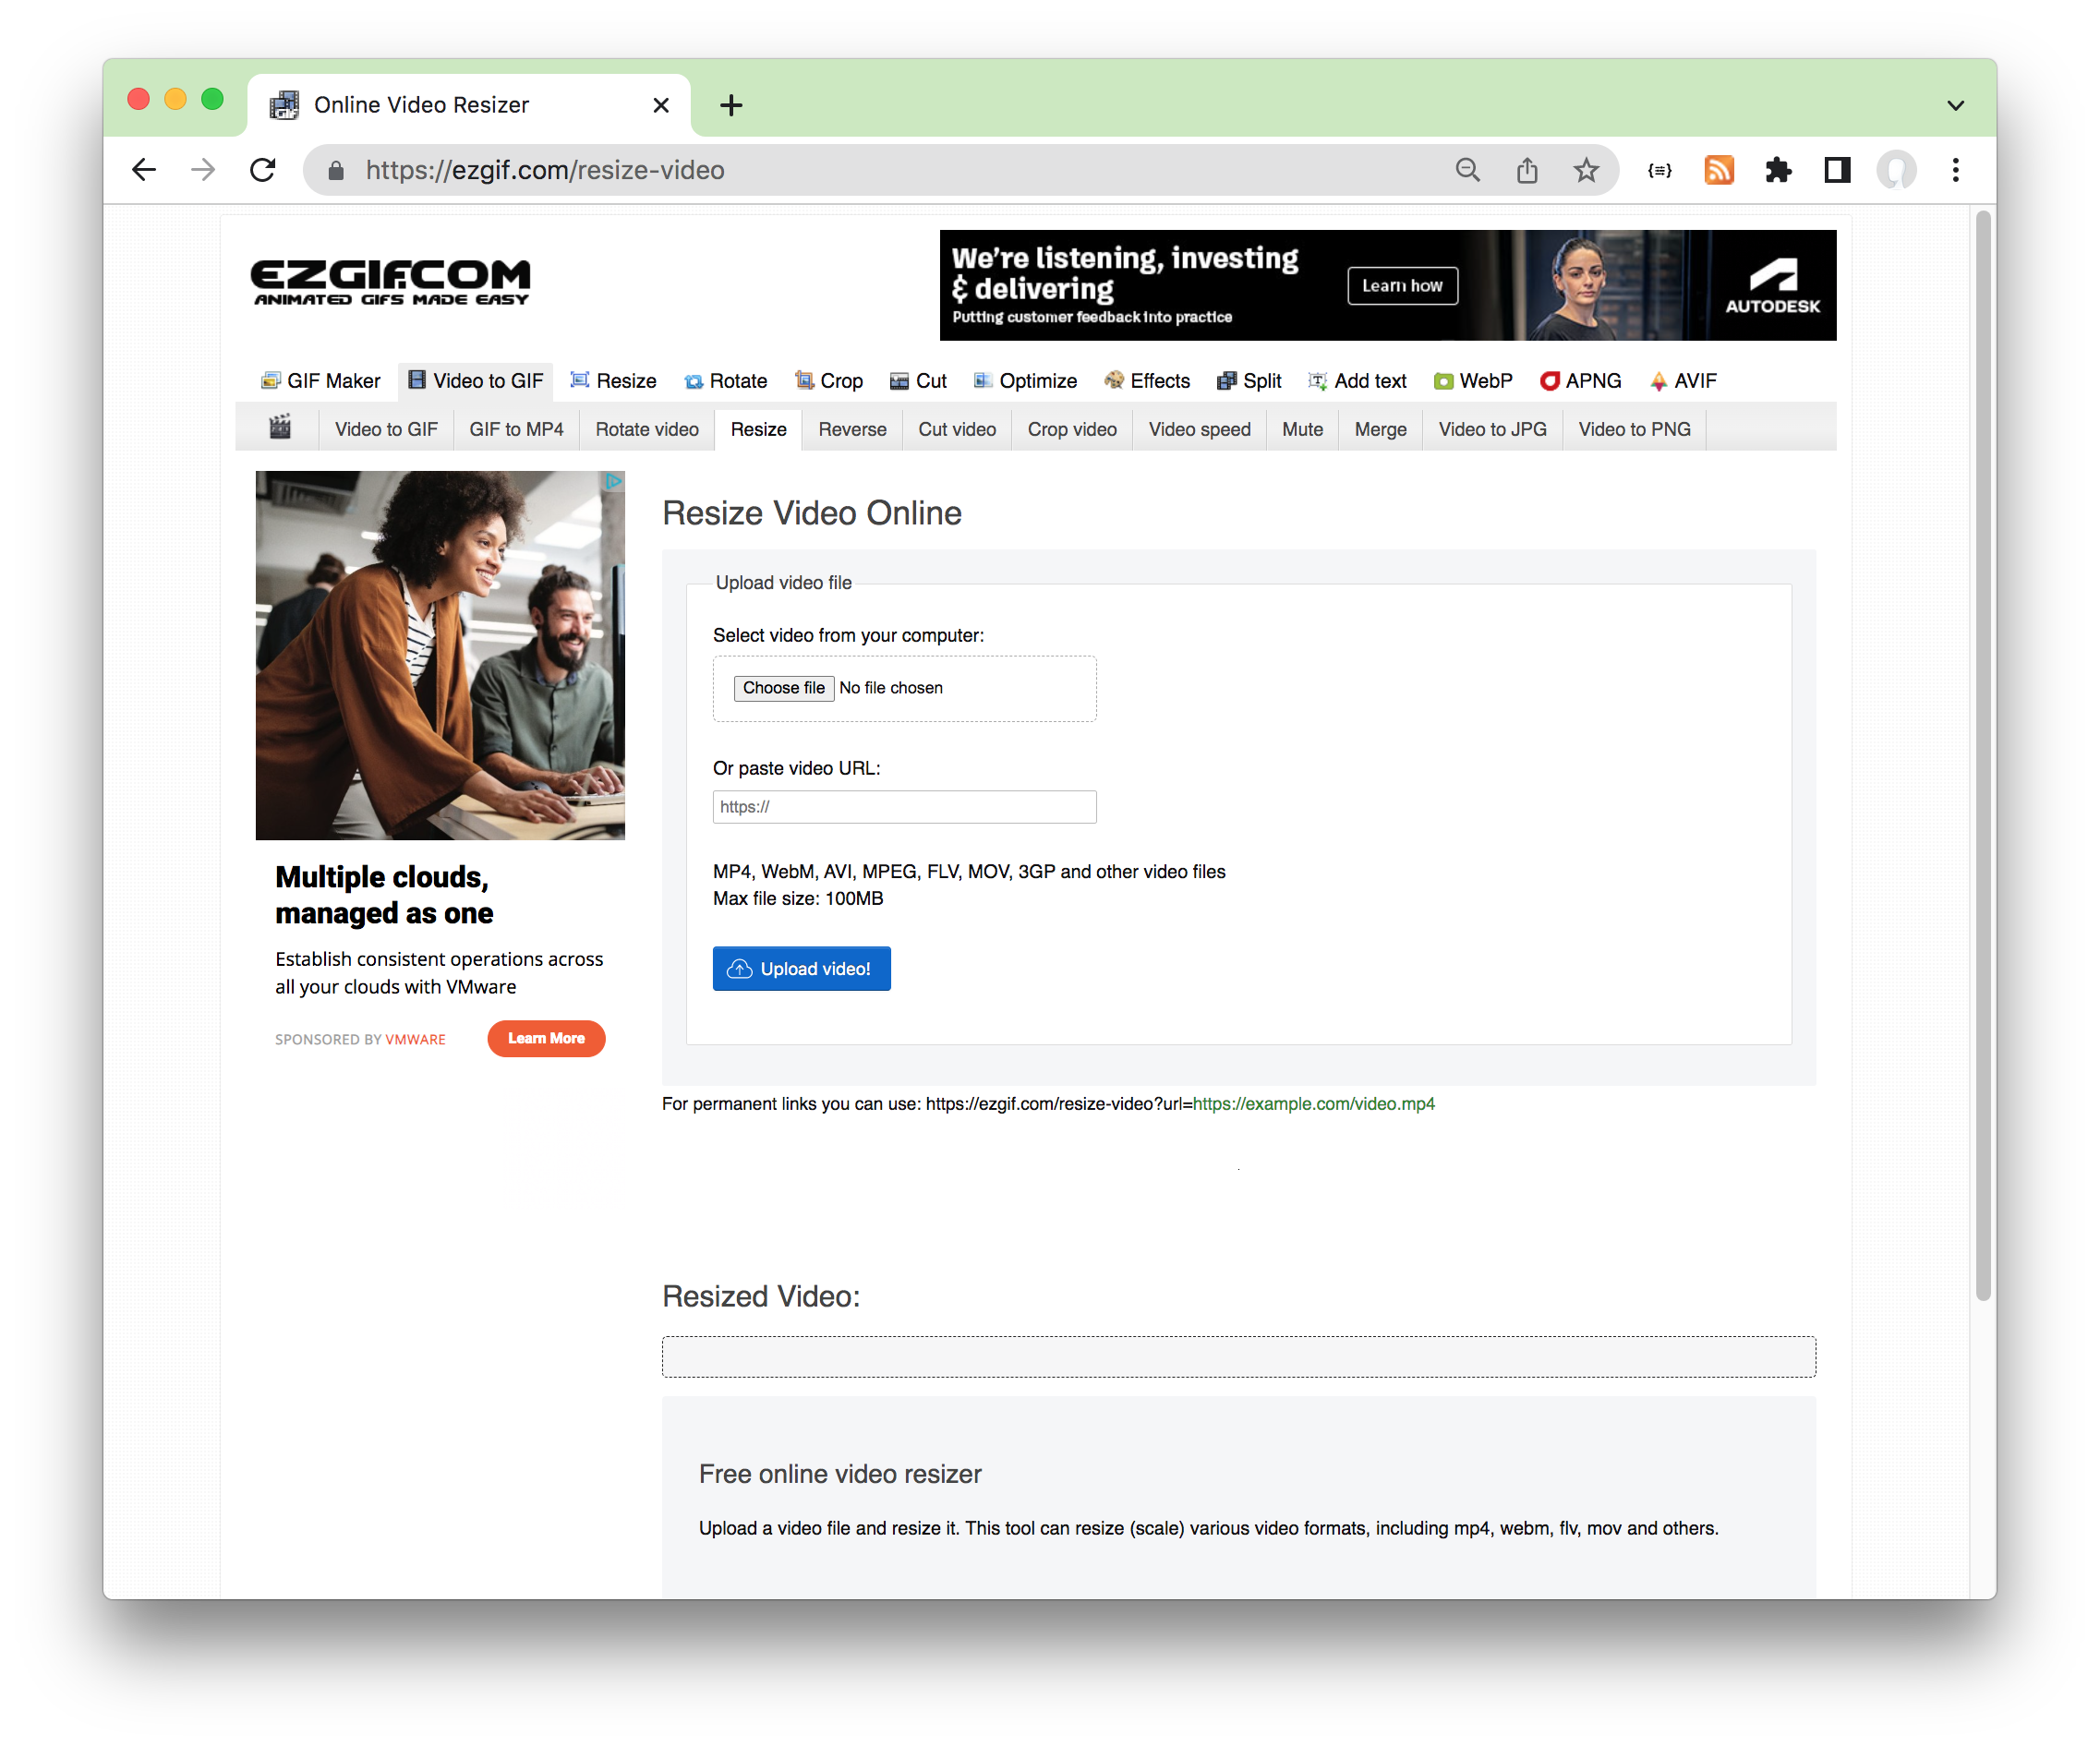 Online Video Resizer
https://ezgif.com/resize-video
EZGIF.COM
ANIMATED GIFS MADE EASY
We're listening, investing
& delivering
Putting customer feedback into practice
Learn how
AUTODESK
GIF Maker Video to GIF Resize Rotate Crop Cut Optimize Effects Split Add text WebP APNG AVIF
Video to GIF GIF to MP4 Rotate video Resize Reverse Cut video Crop video Video speed Mute Merge Video to JPG Video to PNG
Resize Video Online
Upload video file
Select video from your computer:
Choose file No file chosen
Or paste video URL:
https://
MP4, WebM, AVI, MPEG, FLV, MOV, 3GP and other video files
Max file size: 100MB
Upload video!
Multiple clouds,
managed as one
Establish consistent operations across
all your clouds with VMware
SPONSORED BY VMWARE
Learn More
For permanent links you can use: https://ezgif.com/resize-video?url=https://example.com/video.mp4
Resized Video:
Free online video resizer
Upload a video file and resize it. This tool can resize (scale) various video formats, including mp4, webm, flv, mov and others.